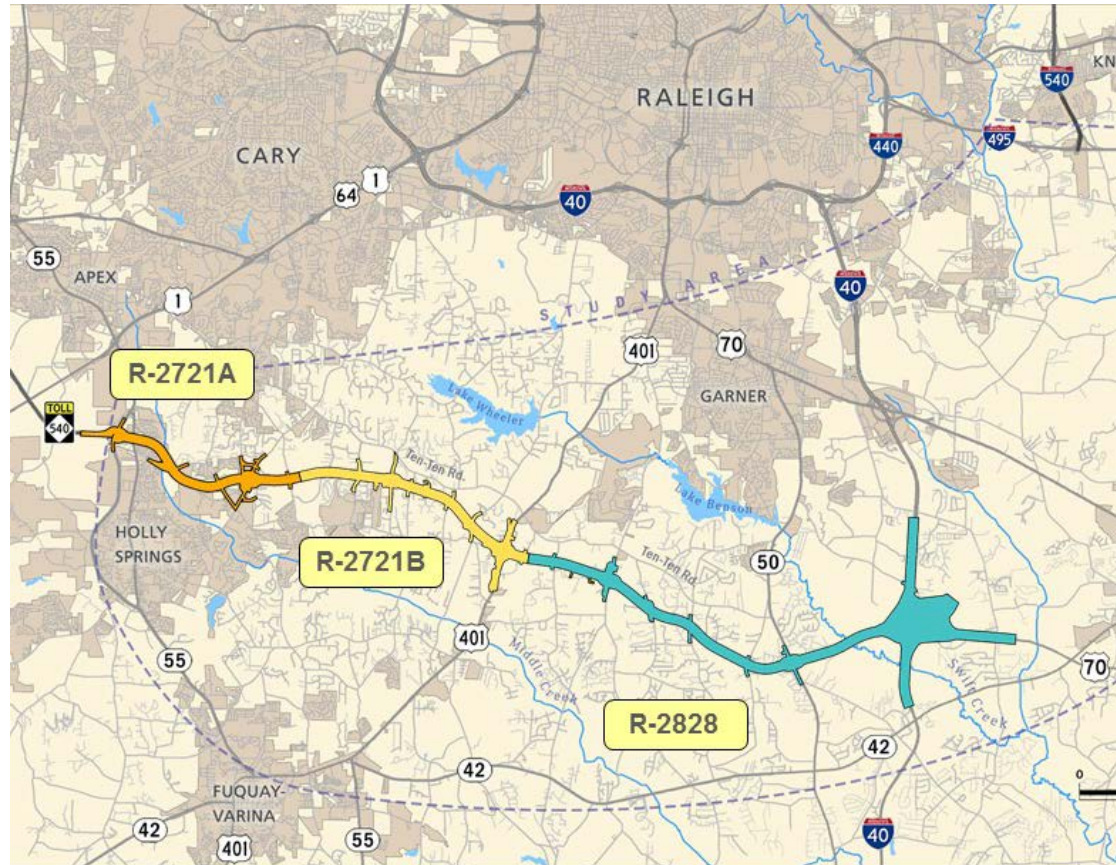 540
KN
RALEIGH
440
495
CARY
1
64
40
55
APEX
1
STUDY AREA
40
401
70
R-2721A
Lake Wheeler
GARNER
TOLL
540
Ten-Ten Rd.
Lake Benson
HOLLY
SPRINGS
R-2721B
Ten-Ten Rd.
50
401
Middle Creek
55
70
Swift Creek
R-2828
42
42
0
FUQUAY-
VARINA
42
55
40
401